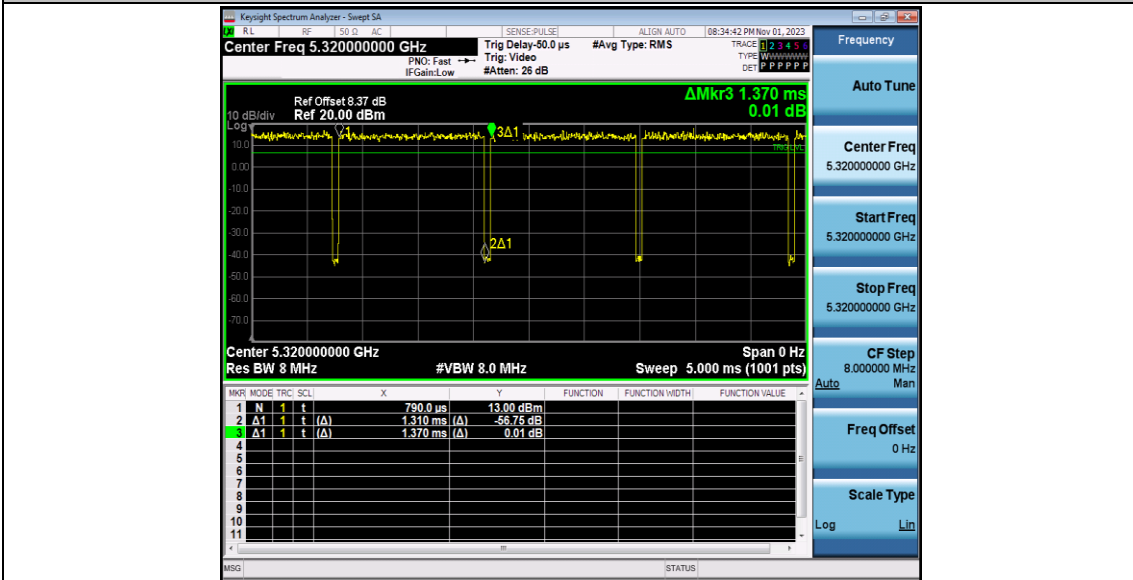 Keysight Spectrum Analyzer - Swept SA
RL RF 50 Ω AC SENSE:PULSE ALIGN AUTO 08:34:42 PM Nov 01, 2023
Center Freq 5.320000000 GHz Trig Delay-50.0 µs #Avg Type: RMS TRACE 1 2 3 4 5 6
PNO: Fast Trig: Video TYPE W
IFGain:Low #Atten: 26 dB DET P P P P P P
ΔMkr3 1.370 ms
0.01 dB
Ref Offset 8.37 dB
10 dB/div Ref 20.00 dBm
Log
1 3Δ1
TRIG LVL
10.0
0.00
-10.0
-20.0
-30.0
2Δ1
-40.0
-50.0
-60.0
-70.0
Center 5.320000000 GHz Span 0 Hz
Res BW 8 MHz #VBW 8.0 MHz Sweep 5.000 ms (1001 pts)
MKR MODE TRC SCL X Y FUNCTION FUNCTION WIDTH FUNCTION VALUE
1 N 1 t 790.0 µs 13.00 dBm
2 Δ1 1 t (Δ) 1.310 ms (Δ) -56.75 dB
3 Δ1 1 t (Δ) 1.370 ms (Δ) 0.01 dB
4
5
6
7
8
9
10
11
MSG STATUS
Frequency
Auto Tune
Center Freq
5.320000000 GHz
Start Freq
5.320000000 GHz
Stop Freq
5.320000000 GHz
CF Step
8.000000 MHz
Auto Man
Freq Offset
0 Hz
Scale Type
Log Lin